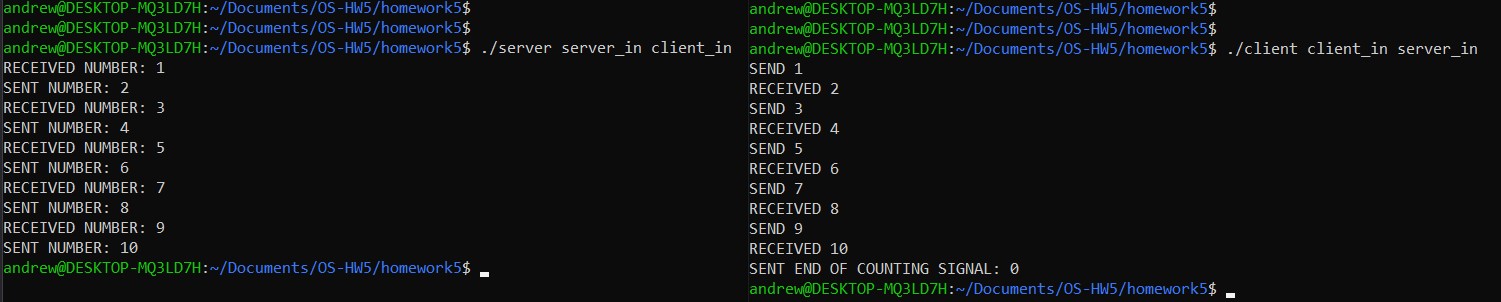 andrew@DESKTOP-MQ3LD7H:~/Documents/OS-HW5/homework5$
andrew@DESKTOP-MQ3LD7H:~/Documents/OS-HW5/homework5$
andrew@DESKTOP-MQ3LD7H:~/Documents/OS-HW5/homework5$ ./server server_in client_in
RECEIVED NUMBER: 1
SENT NUMBER: 2
RECEIVED NUMBER: 3
SENT NUMBER: 4
RECEIVED NUMBER: 5
SENT NUMBER: 6
RECEIVED NUMBER: 7
SENT NUMBER: 8
RECEIVED NUMBER: 9
SENT NUMBER: 10
andrew@DESKTOP-MQ3LD7H:~/Documents/OS-HW5/homework5$
andrew@DESKTOP-MQ3LD7H:~/Documents/OS-HW5/homework5$
andrew@DESKTOP-MQ3LD7H:~/Documents/OS-HW5/homework5$
andrew@DESKTOP-MQ3LD7H:~/Documents/OS-HW5/homework5$ ./client client_in server_in
SEND 1
RECEIVED 2
SEND 3
RECEIVED 4
SEND 5
RECEIVED 6
SEND 7
RECEIVED 8
SEND 9
RECEIVED 10
SENT END OF COUNTING SIGNAL: 0
andrew@DESKTOP-MQ3LD7H:~/Documents/OS-HW5/homework5$